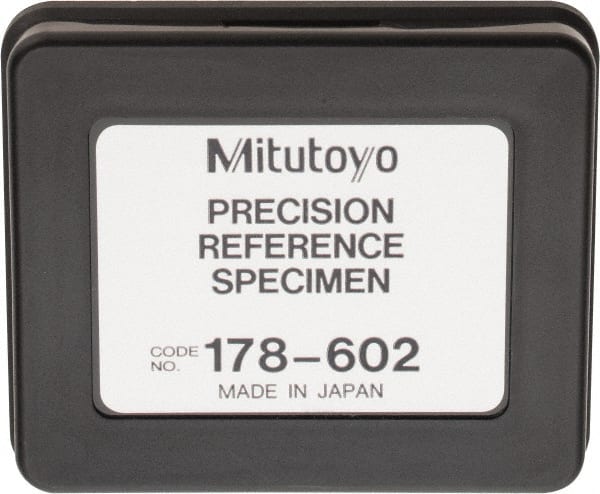 Mitutoyo
PRECISION
REFERENCE
SPECIMEN
CODE NO. 178-602
MADE IN JAPAN